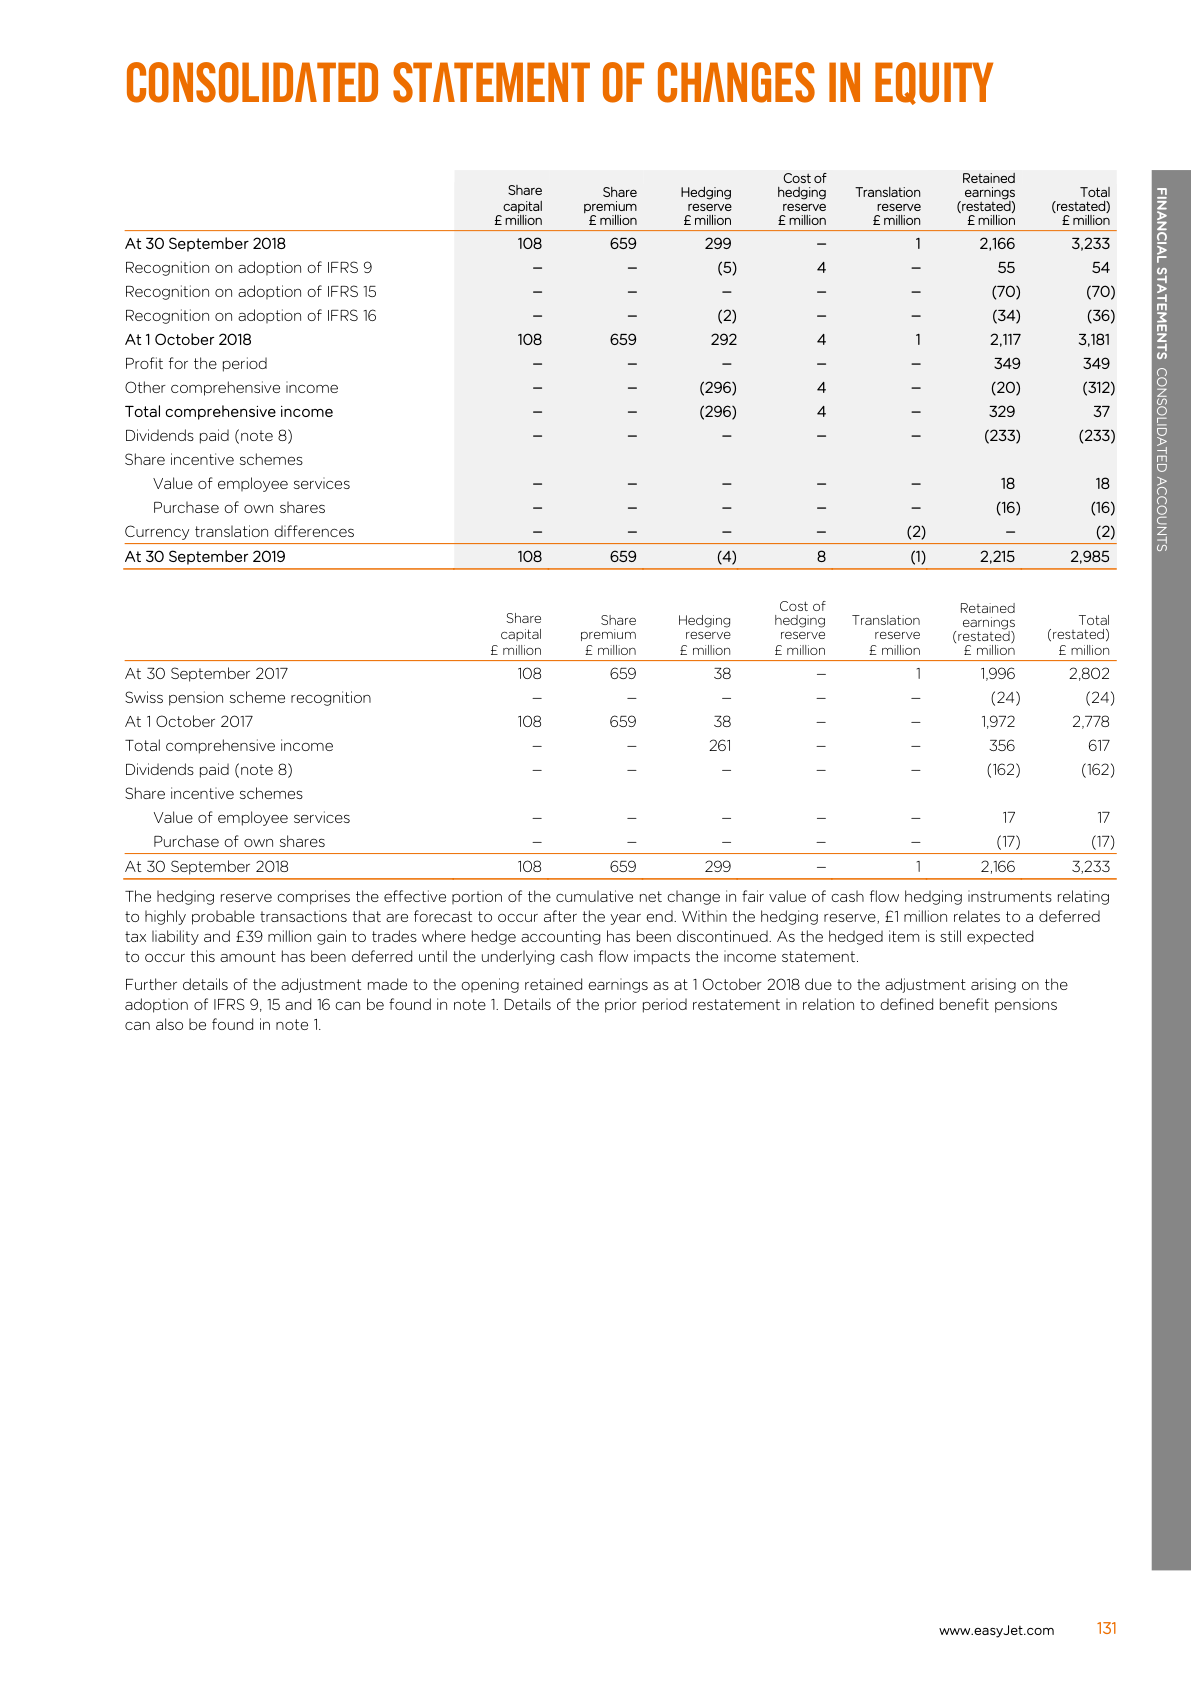 CONSOLIDATED STATEMENT OF CHANGES IN EQUITY
Share capital £ million Share premium £ million Hedging reserve £ million Cost of hedging reserve £ million Translation reserve £ million Retained earnings (restated) £ million Total (restated) £ million
At 30 September 2018 108 659 299 – 1 2,166 3,233
Recognition on adoption of IFRS 9 – – (5) 4 – 55 54
Recognition on adoption of IFRS 15 – – – – – (70) (70)
Recognition on adoption of IFRS 16 – – (2) – – (34) (36)
At 1 October 2018 108 659 292 4 1 2,117 3,181
Profit for the period – – – – – 349 349
Other comprehensive income – – (296) 4 – (20) (312)
Total comprehensive income – – (296) 4 – 329 37
Dividends paid (note 8) – – – – – (233) (233)
Share incentive schemes
Value of employee services – – – – – 18 18
Purchase of own shares – – – – – (16) (16)
Currency translation differences – – – – (2) – (2)
At 30 September 2019 108 659 (4) 8 (1) 2,215 2,985
Share capital £ million Share premium £ million Hedging reserve £ million Cost of hedging reserve £ million Translation reserve £ million Retained earnings (restated) £ million Total (restated) £ million
At 30 September 2017 108 659 38 – 1 1,996 2,802
Swiss pension scheme recognition – – – – – (24) (24)
At 1 October 2017 108 659 38 – – 1,972 2,778
Total comprehensive income – – 261 – – 356 617
Dividends paid (note 8) – – – – – (162) (162)
Share incentive schemes
Value of employee services – – – – – 17 17
Purchase of own shares – – – – – (17) (17)
At 30 September 2018 108 659 299 – 1 2,166 3,233
The hedging reserve comprises the effective portion of the cumulative net change in fair value of cash flow hedging instruments relating
to highly probable transactions that are forecast to occur after the year end. Within the hedging reserve, £1 million relates to a deferred
tax liability and £39 million gain to trades where hedge accounting has been discontinued. As the hedged item is still expected
to occur this amount has been deferred until the underlying cash flow impacts the income statement.
Further details of the adjustment made to the opening retained earnings as at 1 October 2018 due to the adjustment arising on the
adoption of IFRS 9, 15 and 16 can be found in note 1. Details of the prior period restatement in relation to defined benefit pensions
can also be found in note 1.
FINANCIAL STATEMENTS CONSOLIDATED ACCOUNTS
www.easyJet.com 131